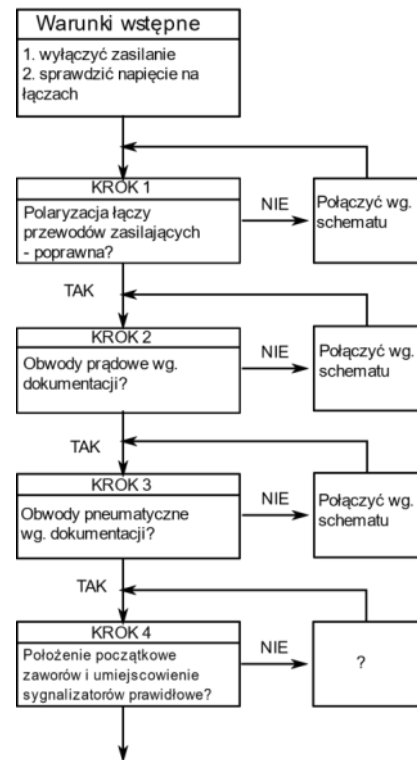 Warunki wstępne
1. wyłączyć zasilanie
2. sprawdzić napięcie na
łączach
KROK 1
Polaryzacja łączy
przewodów zasilających
- poprawna?
NIE
Połączyć wg.
schematu
TAK
KROK 2
Obwody prądowe wg.
dokumentacji?
NIE
Połączyć wg.
schematu
TAK
KROK 3
Obwody pneumatyczne
wg. dokumentacji?
NIE
Połączyć wg.
schematu
TAK
KROK 4
Położenie początkowe
zaworów i umiejscowienie
sygnalizatorów prawidłowe?
NIE
?